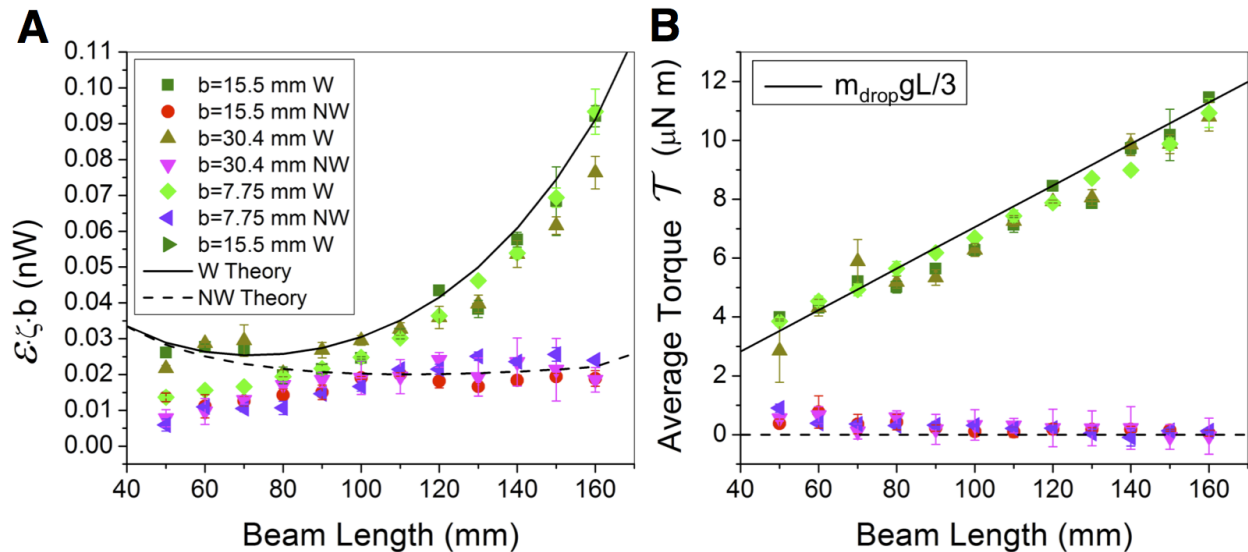 A
0.11
0.10
0.09
0.08
0.07
0.06
0.05
0.04
0.03
0.02
0.01
0.00
ε·ζ·b (nW)
b=15.5 mm W
b=15.5 mm NW
b=30.4 mm W
b=30.4 mm NW
b=7.75 mm W
b=7.75 mm NW
b=15.5 mm W
W Theory
NW Theory
40 60 80 100 120 140 160
Beam Length (mm)
B
12
10
8
6
4
2
0
Average Torque 𝒯 (μN m)
m_drop gL/3
40 60 80 100 120 140 160
Beam Length (mm)